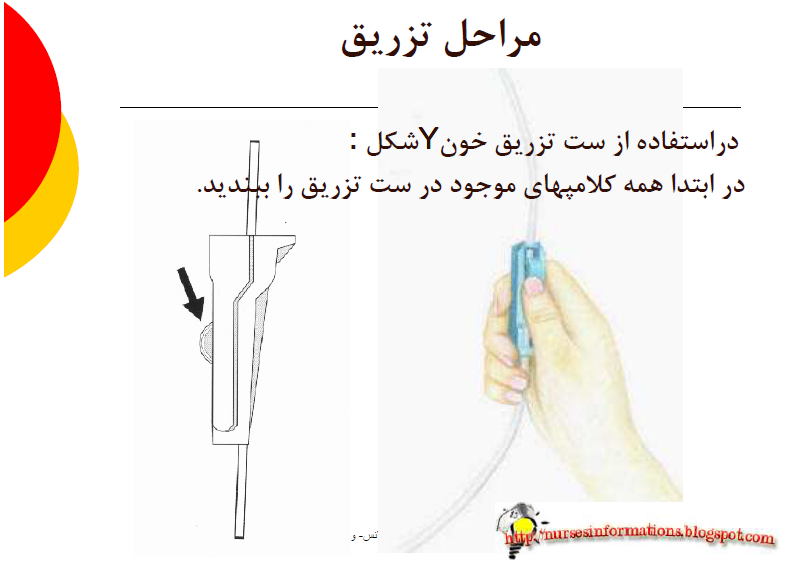 مراحل تزریق
دراستفاده از ست تزریق خونYشکل :
در ابتدا همه کلامپهای موجود در ست تزریق را ببندید.
تس- و
http://nursesinformations.blogspot.com